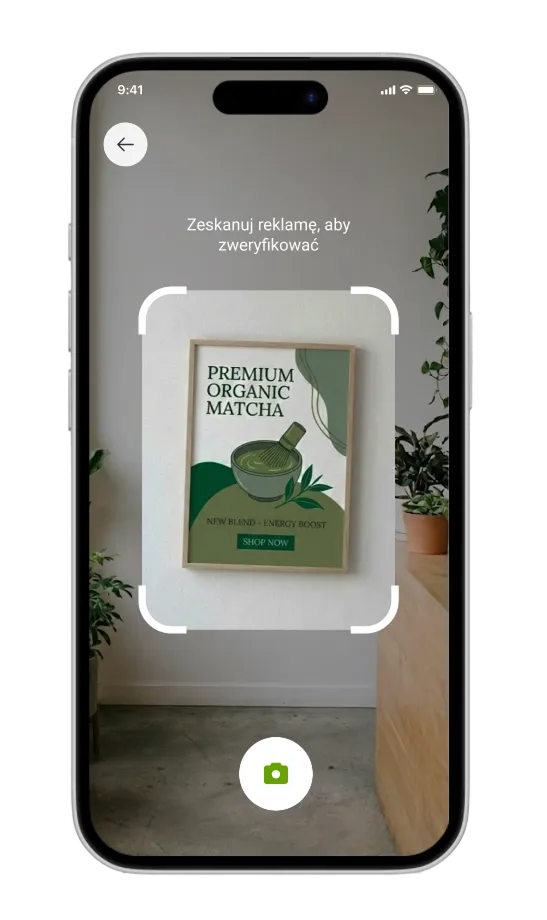 9:41
Zeskanuj reklamę, aby
zweryfikować
PREMIUM
ORGANIC
MATCHA
NEW BLEND - ENERGY BOOST
SHOP NOW